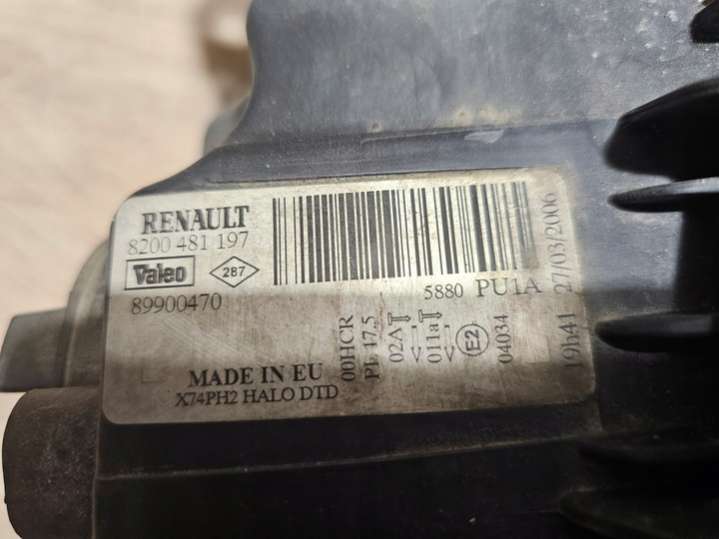 RENAULT
8200 481 197
Valeo
287
89900470
5880 PU1A
MADE IN EU
X74PH2 HALO DTD
00HCR
PL 17,5
02A
011a
E2
04034
19h41 27/03/2006